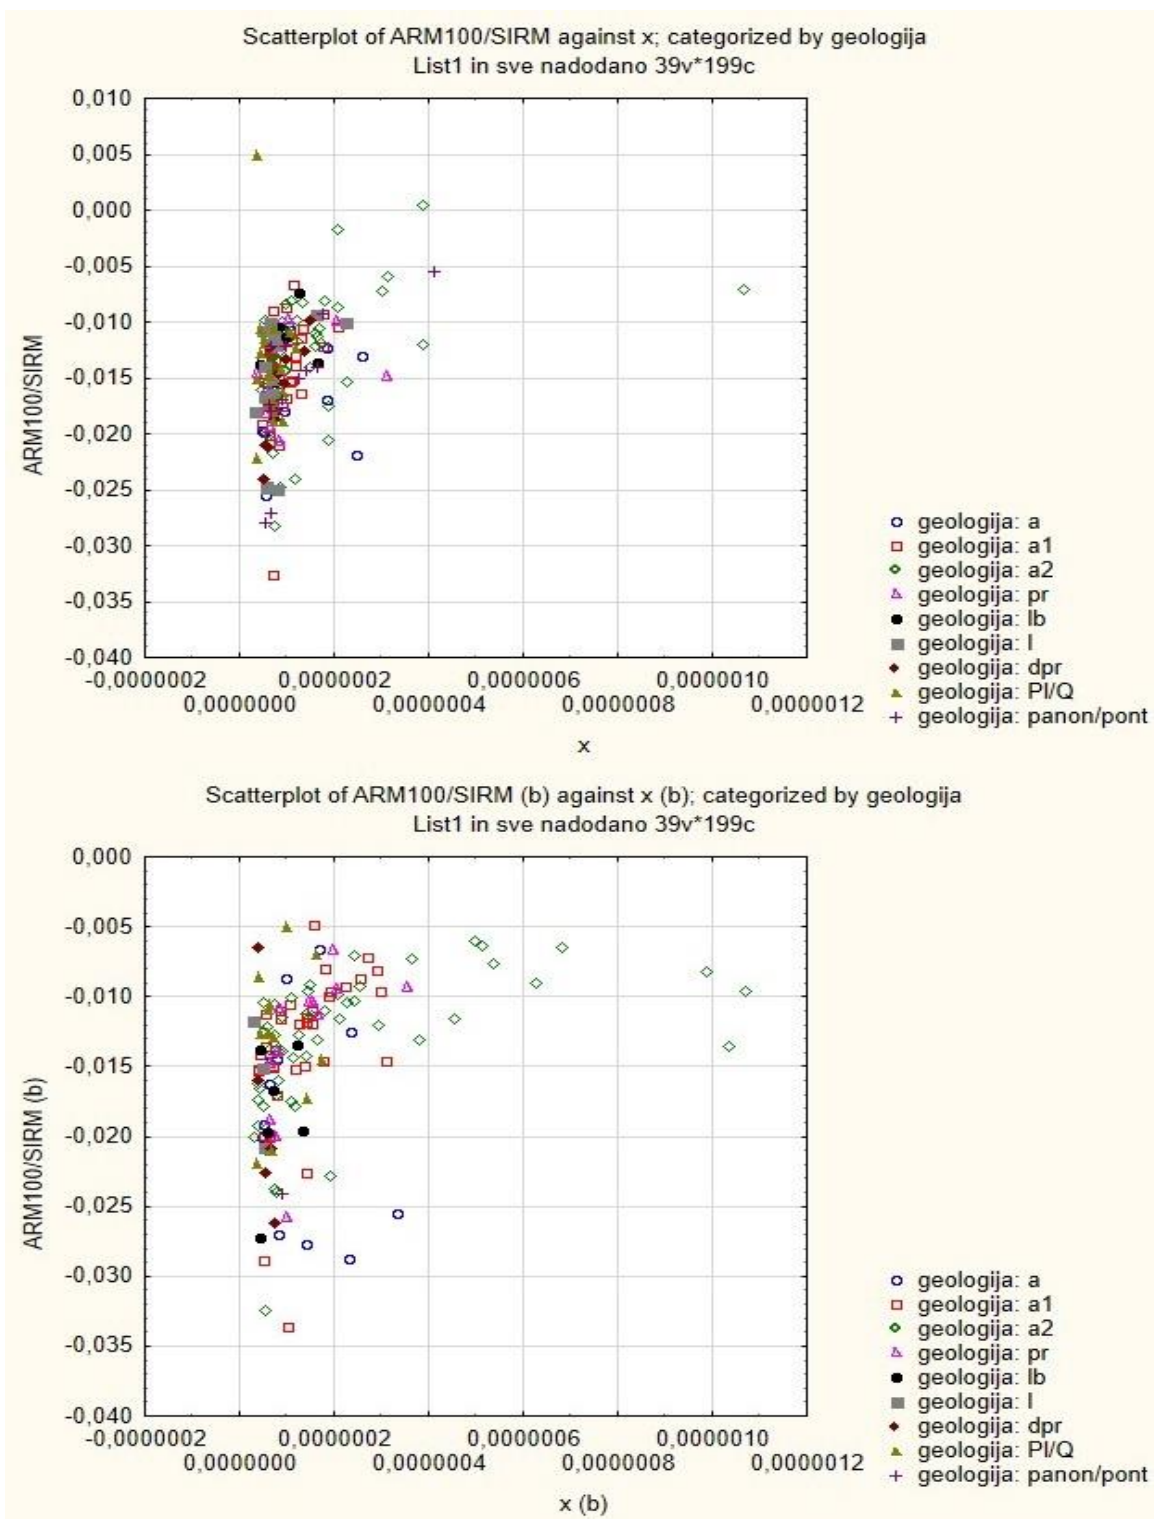 Scatterplot of ARM100/SIRM against x; categorized by geologija
List1 in sve nadodano 39v*199c
0,010
0,005
0,000
-0,005
-0,010
-0,015
-0,020
-0,025
-0,030
-0,035
-0,040
ARM100/SIRM
-0,0000002 0,0000002 0,0000006 0,0000010
0,0000000 0,0000004 0,0000008 0,0000012
x
geologija: a
geologija: a1
geologija: a2
geologija: pr
geologija: lb
geologija: l
geologija: dpr
geologija: Pl/Q
geologija: panon/pont
Scatterplot of ARM100/SIRM (b) against x (b); categorized by geologija
List1 in sve nadodano 39v*199c
0,000
-0,005
-0,010
-0,015
-0,020
-0,025
-0,030
-0,035
-0,040
ARM100/SIRM (b)
-0,0000002 0,0000002 0,0000006 0,0000010
0,0000000 0,0000004 0,0000008 0,0000012
x (b)
geologija: a
geologija: a1
geologija: a2
geologija: pr
geologija: lb
geologija: l
geologija: dpr
geologija: Pl/Q
geologija: panon/pont